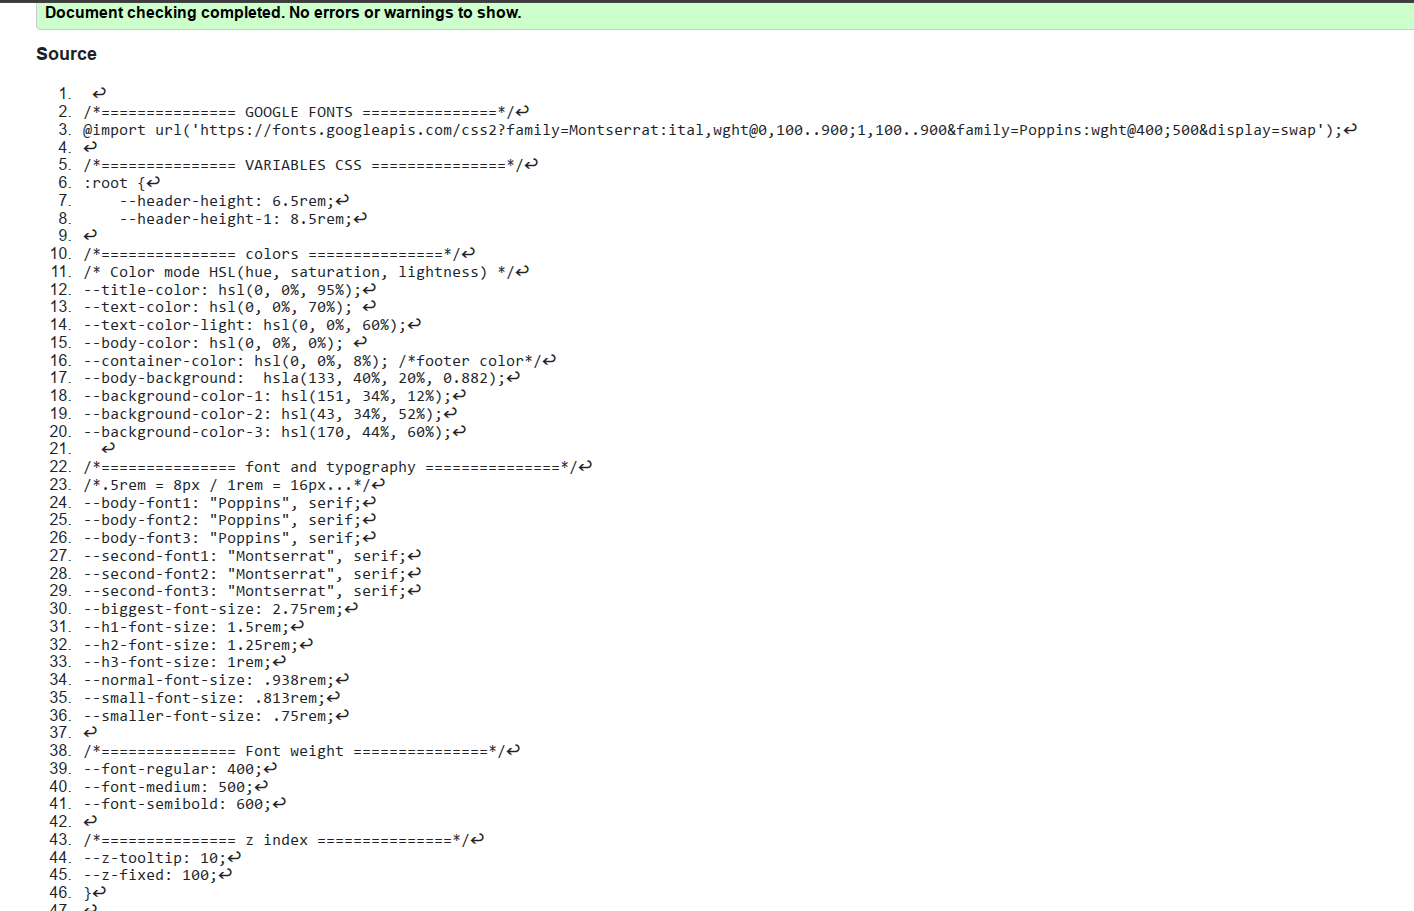 Document checking completed. No errors or warnings to show.
Source
1. ↩
2. /*=============== GOOGLE FONTS ===============*/↩
3. @import url('https://fonts.googleapis.com/css2?family=Montserrat:ital,wght@0,100..900;1,100..900&family=Poppins:wght@400;500&display=swap');↩
4. ↩
5. /*=============== VARIABLES CSS ===============*/↩
6. :root {↩
7.     --header-height: 6.5rem;↩
8.     --header-height-1: 8.5rem;↩
9. ↩
10. /*=============== colors ===============*/↩
11. /* Color mode HSL(hue, saturation, lightness) */↩
12. --title-color: hsl(0, 0%, 95%);↩
13. --text-color: hsl(0, 0%, 70%); ↩
14. --text-color-light: hsl(0, 0%, 60%);↩
15. --body-color: hsl(0, 0%, 0%); ↩
16. --container-color: hsl(0, 0%, 8%); /*footer color*/↩
17. --body-background:  hsla(133, 40%, 20%, 0.882);↩
18. --background-color-1: hsl(151, 34%, 12%);↩
19. --background-color-2: hsl(43, 34%, 52%);↩
20. --background-color-3: hsl(170, 44%, 60%);↩
21.   ↩
22. /*=============== font and typography ===============*/↩
23. /*.5rem = 8px / 1rem = 16px...*/↩
24. --body-font1: "Poppins", serif;↩
25. --body-font2: "Poppins", serif;↩
26. --body-font3: "Poppins", serif;↩
27. --second-font1: "Montserrat", serif;↩
28. --second-font2: "Montserrat", serif;↩
29. --second-font3: "Montserrat", serif;↩
30. --biggest-font-size: 2.75rem;↩
31. --h1-font-size: 1.5rem;↩
32. --h2-font-size: 1.25rem;↩
33. --h3-font-size: 1rem;↩
34. --normal-font-size: .938rem;↩
35. --small-font-size: .813rem;↩
36. --smaller-font-size: .75rem;↩
37. ↩
38. /*=============== Font weight ===============*/↩
39. --font-regular: 400;↩
40. --font-medium: 500;↩
41. --font-semibold: 600;↩
42. ↩
43. /*=============== z index ===============*/↩
44. --z-tooltip: 10;↩
45. --z-fixed: 100;↩
46. }↩
47. ↩